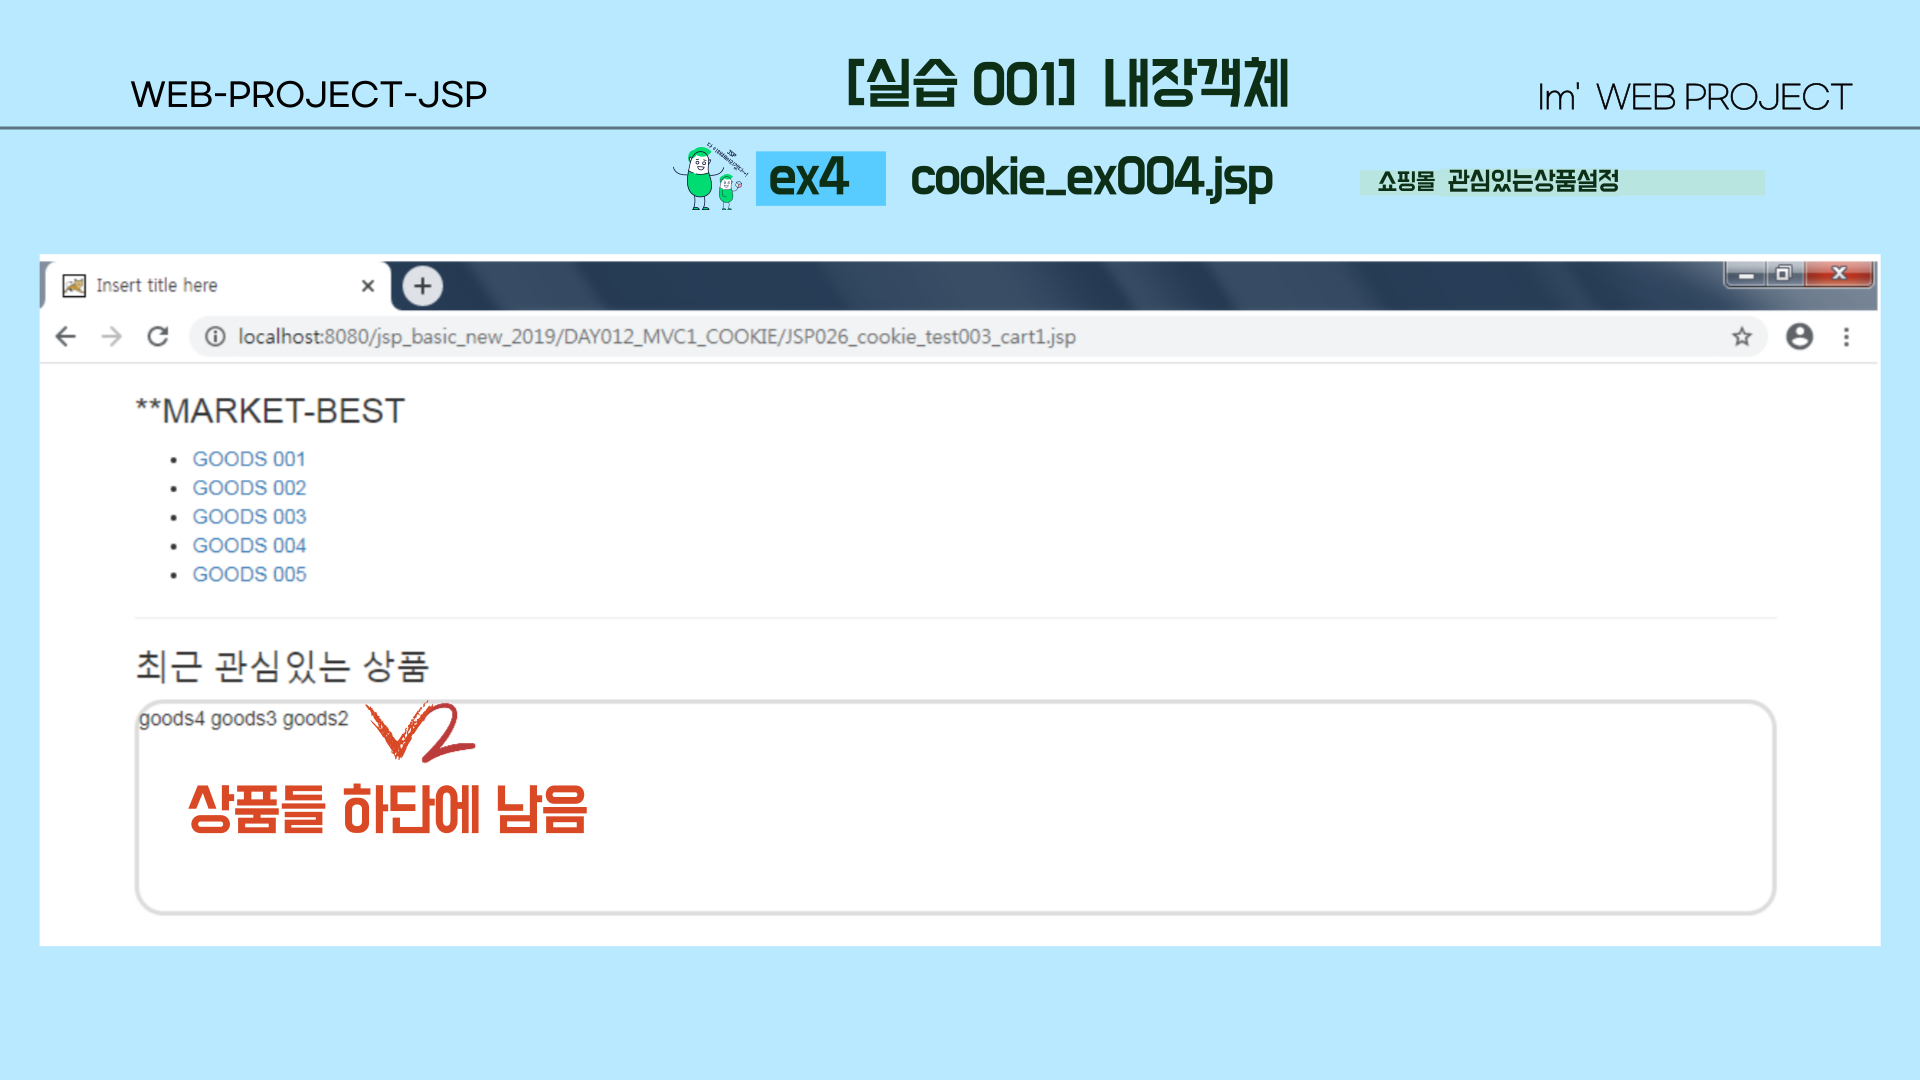 WEB-PROJECT-JSP
[실습 001] 내장객체
Im' WEB PROJECT
JSP
ex4
cookie_ex004.jsp
쇼핑몰 관심있는상품설정
Insert title here
localhost:8080/jsp_basic_new_2019/DAY012_MVC1_COOKIE/JSP026_cookie_test003_cart1.jsp
**MARKET-BEST
• GOODS 001
• GOODS 002
• GOODS 003
• GOODS 004
• GOODS 005
최근 관심있는 상품
goods4 goods3 goods2
2
상품들 하단에 남음